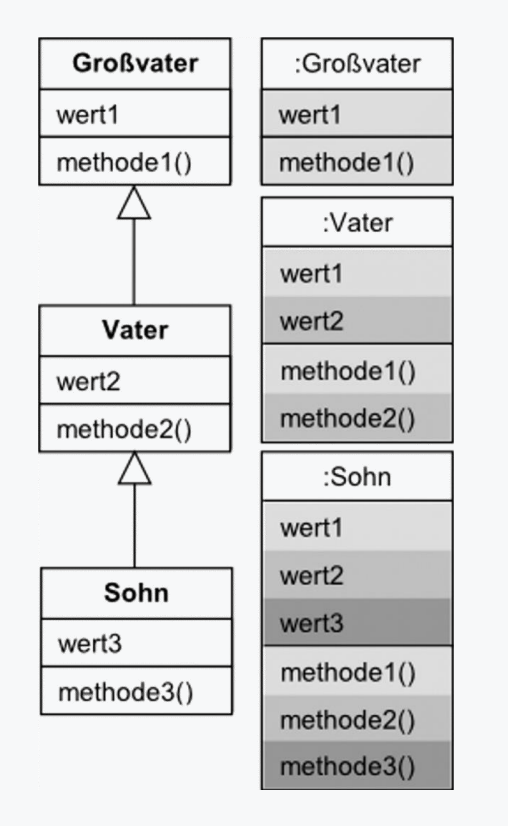 Großvater
wert1
methode1()
Vater
wert2
methode2()
Sohn
wert3
methode3()
:Großvater
wert1
methode1()
:Vater
wert1
wert2
methode1()
methode2()
:Sohn
wert1
wert2
wert3
methode1()
methode2()
methode3()